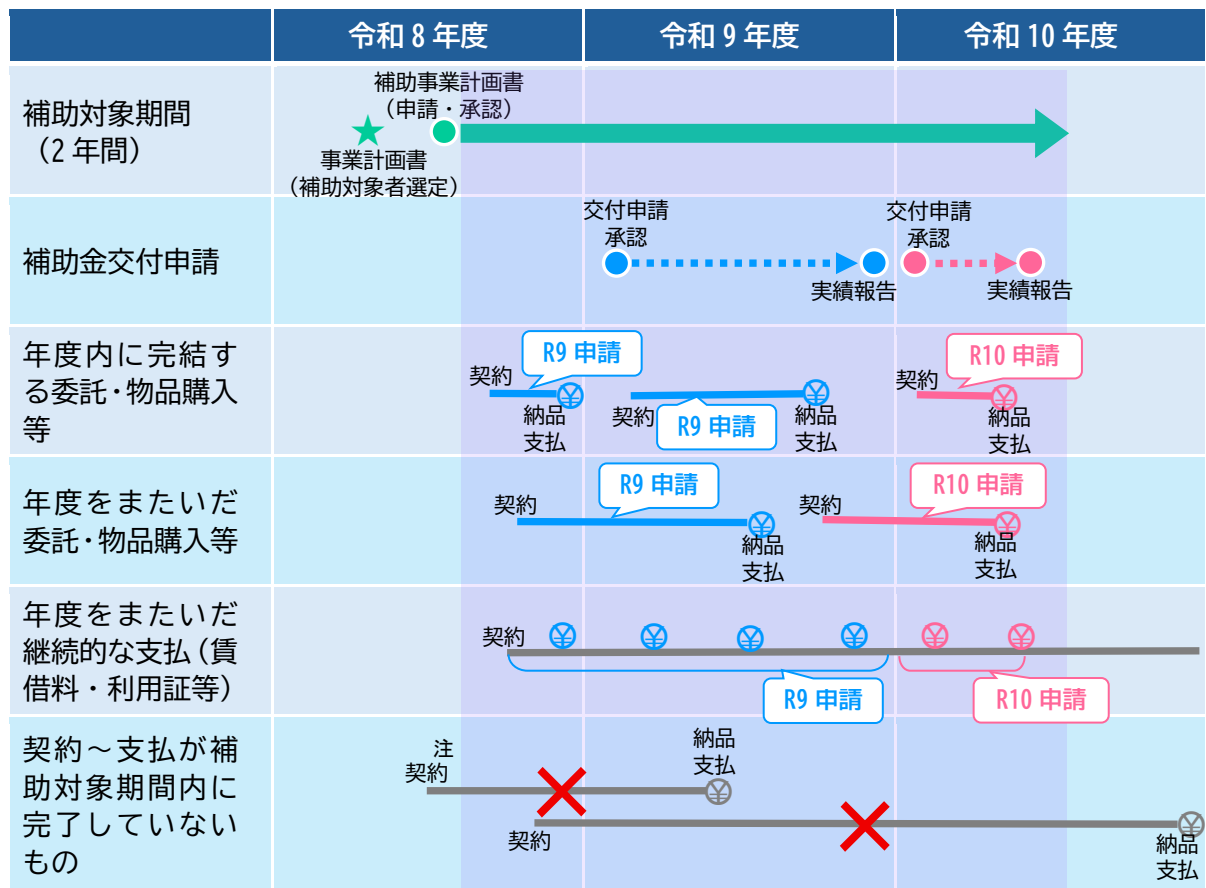 令和 8 年度
令和 9 年度
令和 10 年度
補助対象期間
（2 年間）
補助事業計画書
（申請・承認）
事業計画書
（補助対象者選定）
補助金交付申請
交付申請
承認
実績報告
交付申請
承認
実績報告
年度内に完結す
る委託・物品購入
等
契約
R9 申請
納品
支払
契約
R9 申請
納品
支払
契約
R10 申請
納品
支払
年度をまたいだ
委託・物品購入等
契約
R9 申請
納品
支払
契約
R10 申請
納品
支払
年度をまたいだ
継続的な支払（賃
借料・利用証等）
契約
R9 申請
R10 申請
契約～支払が補
助対象期間内に
完了していない
もの
注
契約
納品
支払
契約
納品
支払